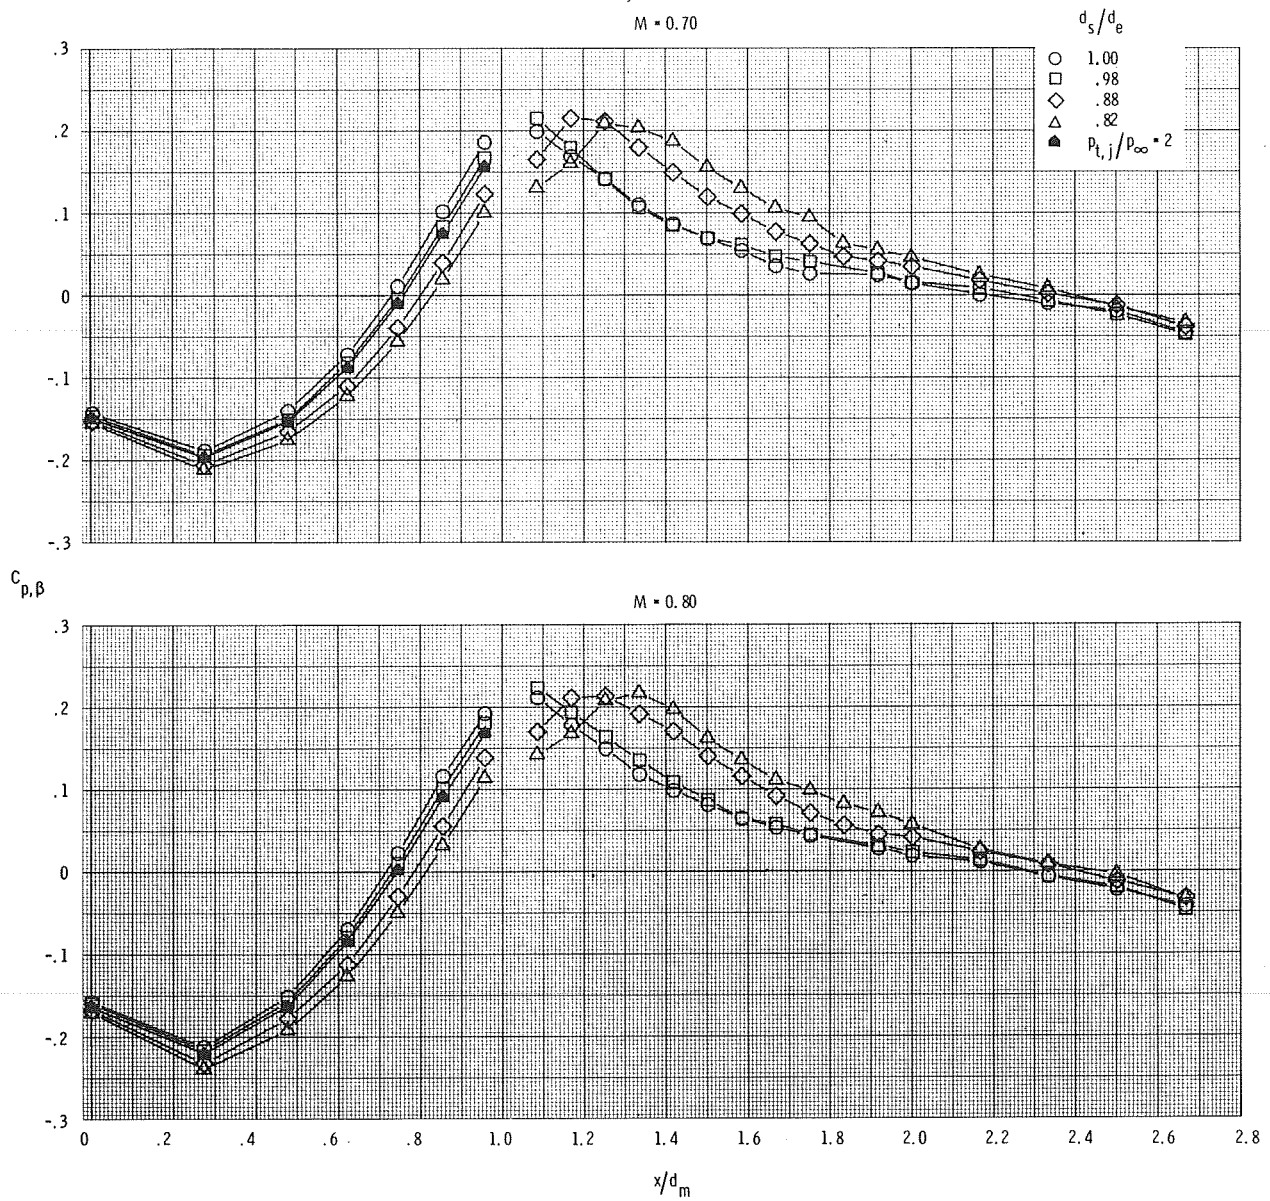 M = 0.70
d_s/d_e
1.00
.98
.88
.82
p_t,j/p_∞ = 2
.3
.2
.1
0
-.1
-.2
-.3
C_p,β
M = 0.80
.3
.2
.1
0
-.1
-.2
-.3
0 .2 .4 .6 .8 1.0 1.2 1.4 1.6 1.8 2.0 2.2 2.4 2.6 2.8
x/d_m